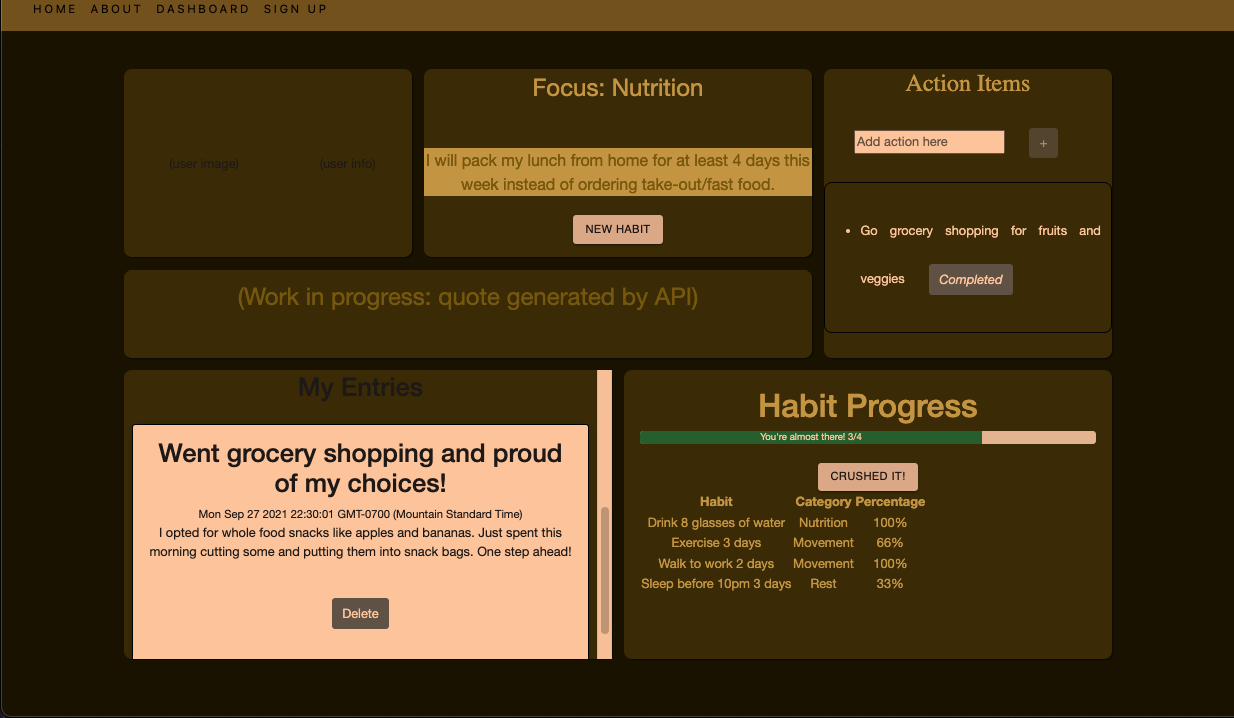 HOME ABOUT DASHBOARD SIGN UP
(user image) (user info)
Focus: Nutrition
I will pack my lunch from home for at least 4 days this
week instead of ordering take-out/fast food.
NEW HABIT
Action Items
Add action here +
• Go grocery shopping for fruits and
veggies Completed
(Work in progress: quote generated by API)
My Entries
Went grocery shopping and proud
of my choices!
Mon Sep 27 2021 22:30:01 GMT-0700 (Mountain Standard Time)
I opted for whole food snacks like apples and bananas. Just spent this
morning cutting some and putting them into snack bags. One step ahead!
Delete
Habit Progress
You're almost there! 3/4
CRUSHED IT!
Habit Category Percentage
Drink 8 glasses of water Nutrition 100%
Exercise 3 days Movement 66%
Walk to work 2 days Movement 100%
Sleep before 10pm 3 days Rest 33%